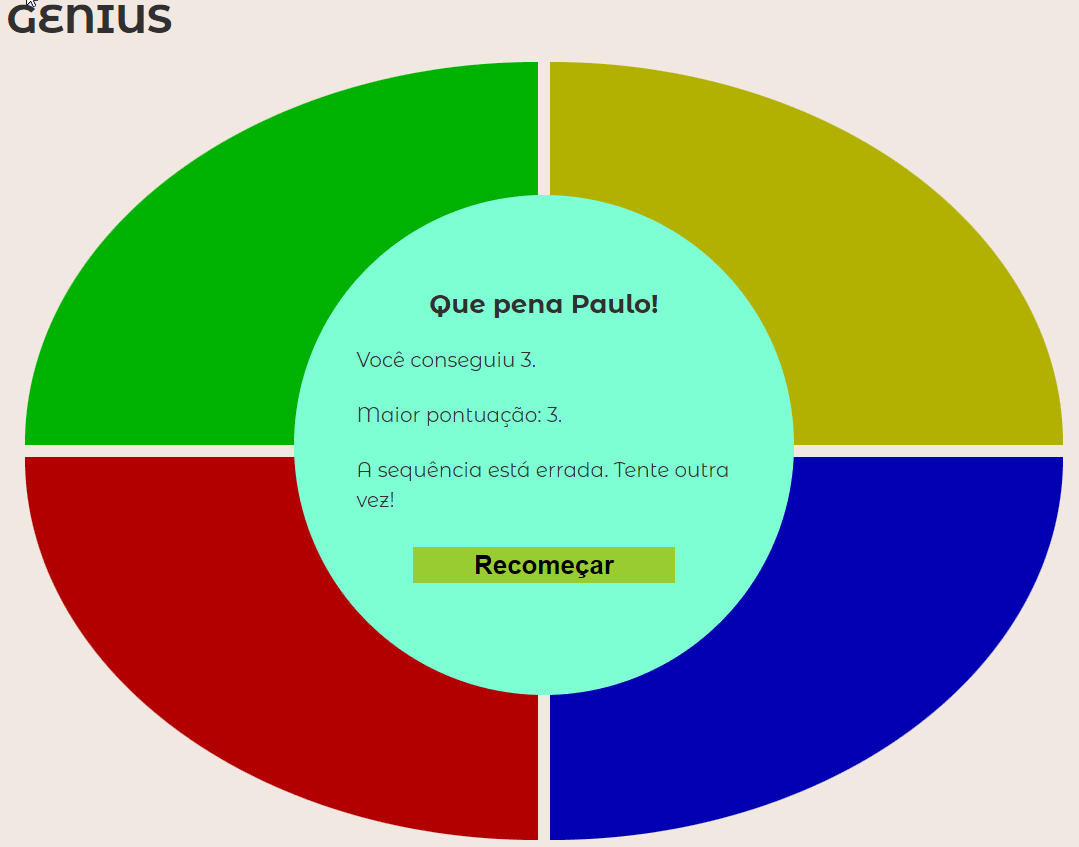 GENIUS
Que pena Paulo!
Você conseguiu 3.
Maior pontuação: 3.
A sequência está errada. Tente outra
vez!
Recomeçar